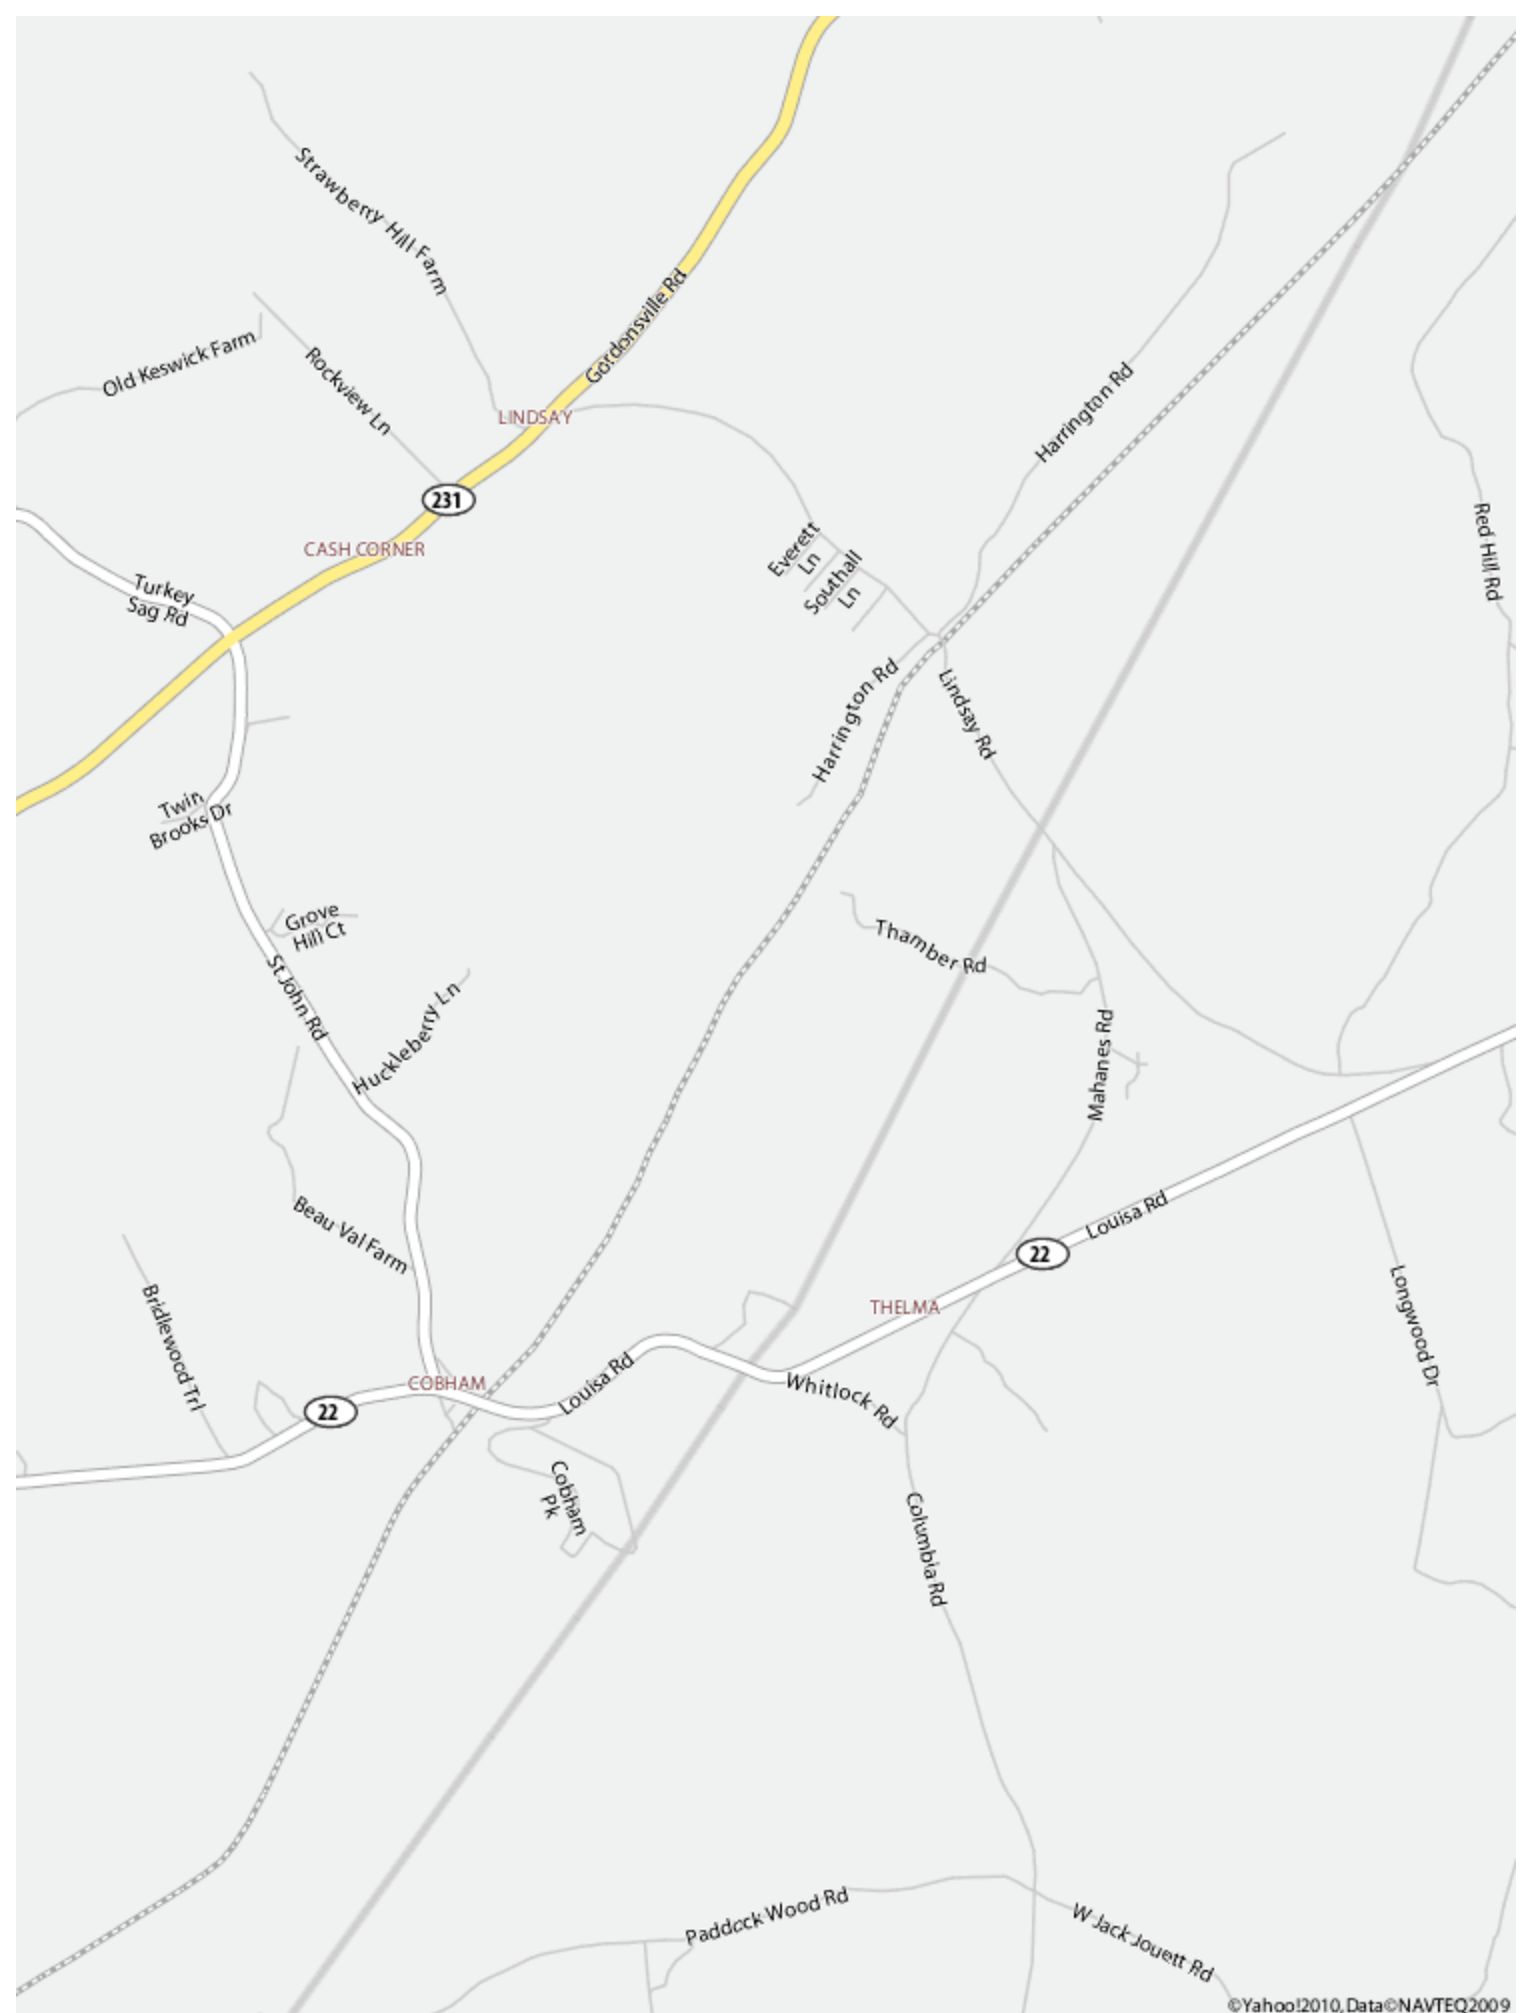 Strawberry Hill Farm
Gordonsville Rd
Old Keswick Farm
Rockview Ln
LINDSAY
Harrington Rd
231
CASH CORNER
Everett
Ln
Southall
Ln
Red Hill Rd
Turkey
Sag Rd
Harrington Rd
Lindsay Rd
Twin
Brooks Dr
Grove
Hill Ct
Thamber Rd
St John Rd
Huckleberry Ln
Mahanes Rd
Beau Val Farm
Louisa Rd
22
Bridlewood Trl
THELMA
Longwood Dr
COBHAM
Louisa Rd
Whitlock Rd
22
Cobham
Pk
Columbia Rd
Paddock Wood Rd
W Jack Jouett Rd
©Yahoo!2010, Data©NAVTEQ2009